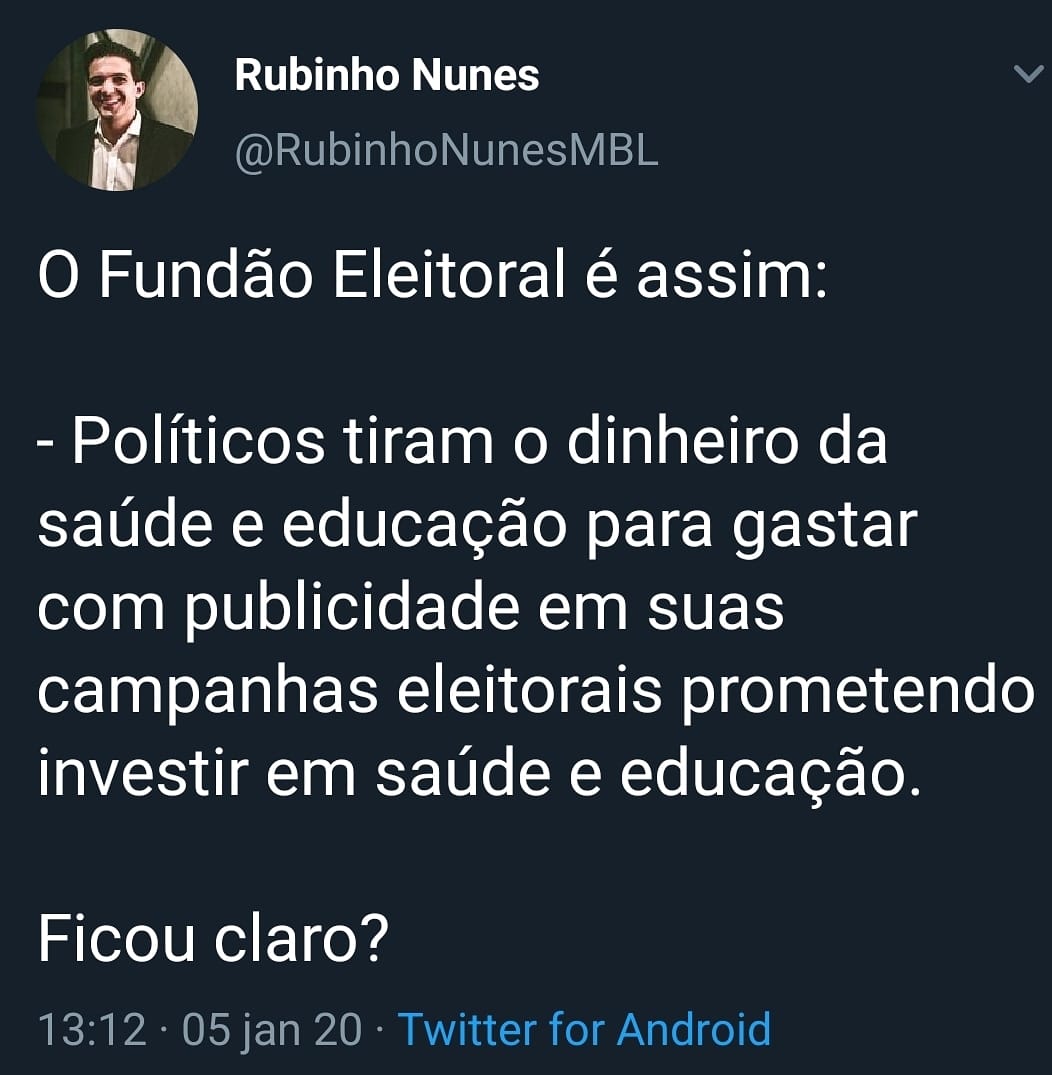 Rubinho Nunes
@RubinhoNunesMBL
O Fundão Eleitoral é assim:
- Políticos tiram o dinheiro da
saúde e educação para gastar
com publicidade em suas
campanhas eleitorais prometendo
investir em saúde e educação.
Ficou claro?
13:12 · 05 jan 20 · Twitter for Android